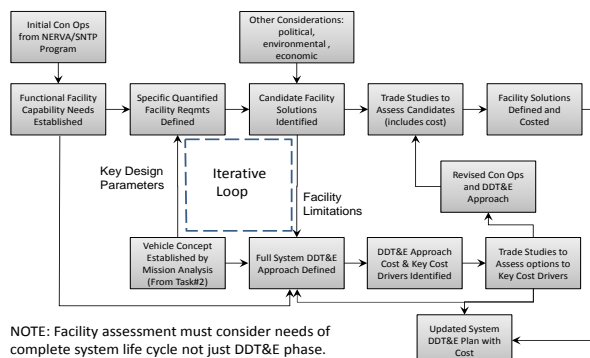 Initial Con Ops
from NERVA/SNTP
Program
Other Considerations:
political,
environmental ,
economic
Functional Facility
Capability Needs
Established
Specific Quantified
Facility Reqmts
Defined
Candidate Facility
Solutions
Identified
Trade Studies to
Assess Candidates
(includes cost)
Facility Solutions
Defined and
Costed
Key Design
Parameters
Iterative
Loop
Facility
Limitations
Revised Con Ops
and DDT&E
Approach
Vehicle Concept
Established by
Mission Analysis
(From Task#2)
Full System DDT&E
Approach Defined
DDT&E Approach
Cost & Key Cost
Drivers Identified
Trade Studies to
Assess options to
Key Cost Drivers
NOTE: Facility assessment must consider needs of
complete system life cycle not just DDT&E phase.
Updated System
DDT&E Plan with
Cost